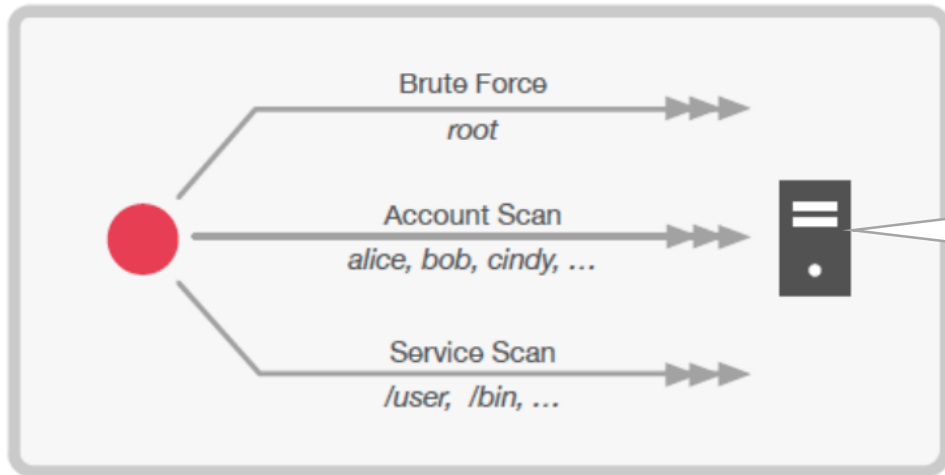 Brute Force
root
Account Scan
alice, bob, cindy, ...
Service Scan
/user, /bin, ...